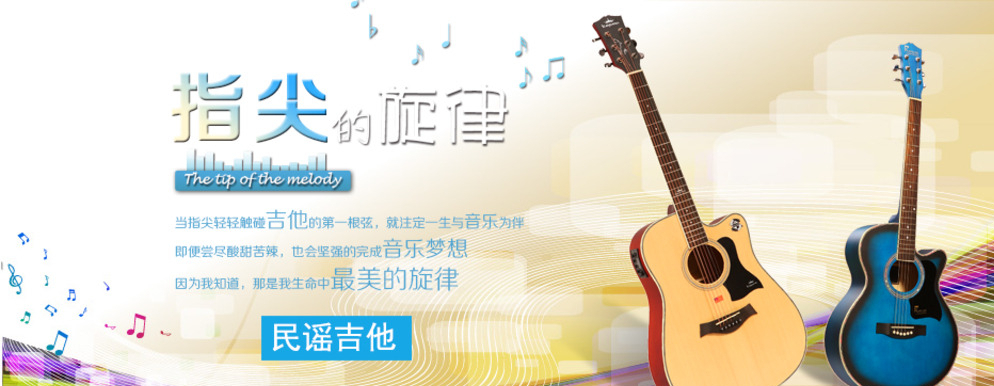 指尖的旋律
The tip of the melody
当指尖轻轻触碰吉他的第一根弦，就注定一生与音乐为伴
即便尝尽酸甜苦辣，也会坚强的完成音乐梦想
因为我知道，那是我生命中最美的旋律
民谣吉他